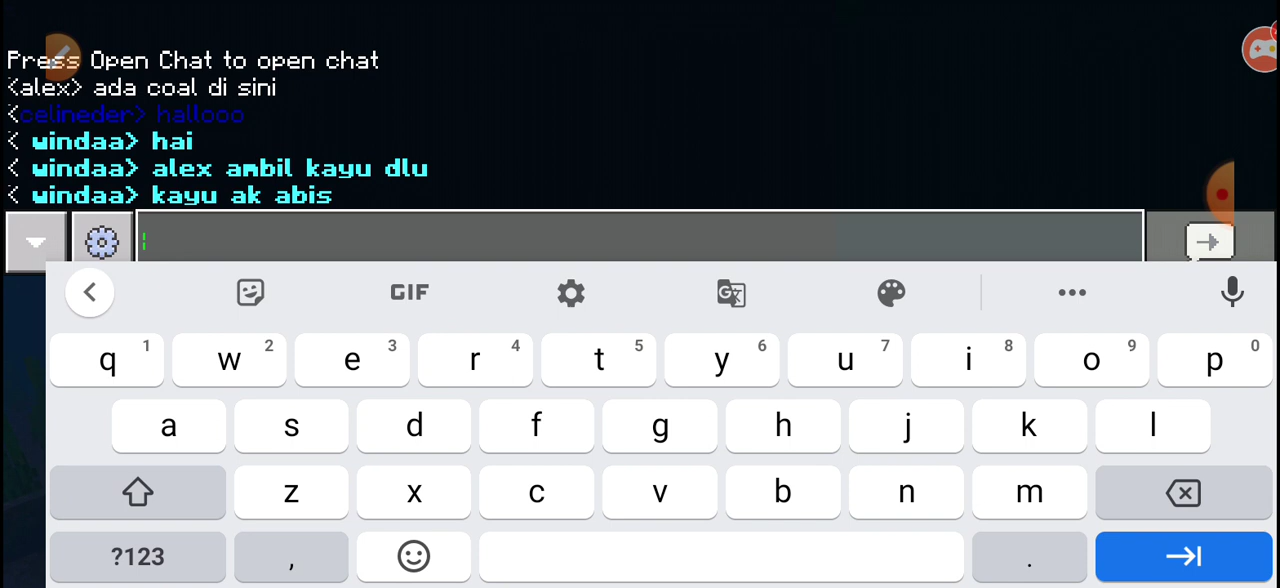 Press Open Chat to open chat
<alex> ada coal di sini
<celineder> hallooo
< windaa> hai
< windaa> alex ambil kayu dlu
< windaa> kayu ak abis
GIF
q 1 w 2 e 3 r 4 t 5 y 6 u 7 i 8 o 9 p 0
a s d f g h j k l
z x c v b n m
?123 , .